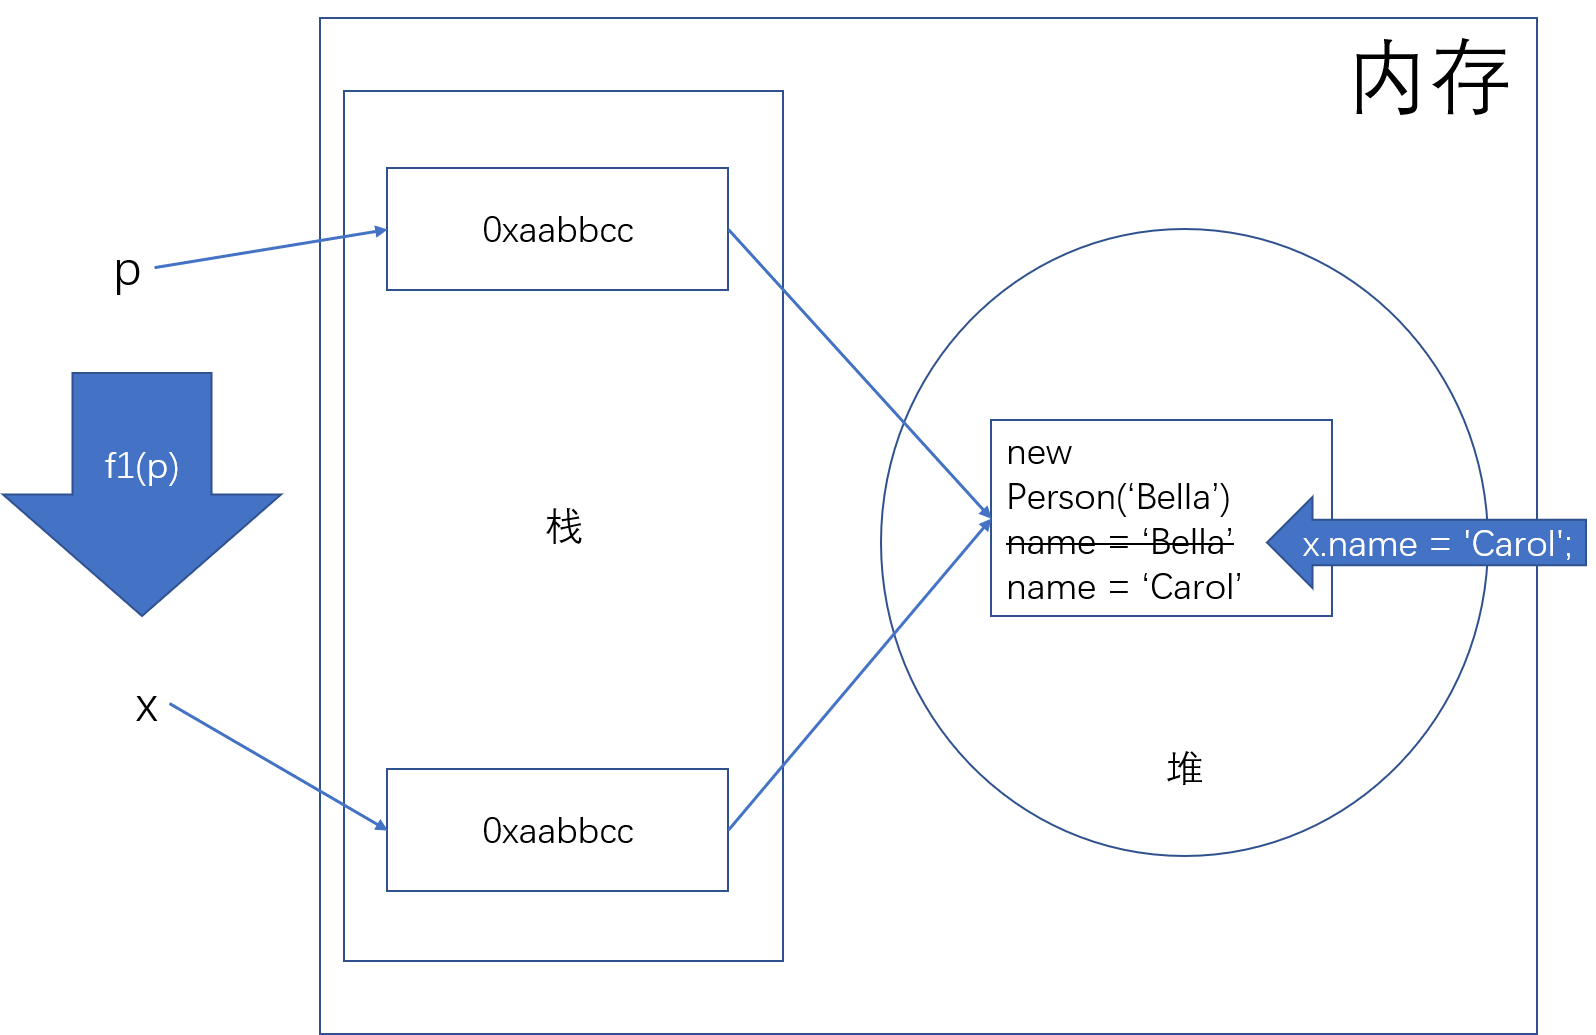 内存
0xaabbcc
p
f1(p)
栈
new
Person(‘Bella’)
name = ‘Bella’
name = ‘Carol’
x.name = 'Carol';
x
堆
0xaabbcc